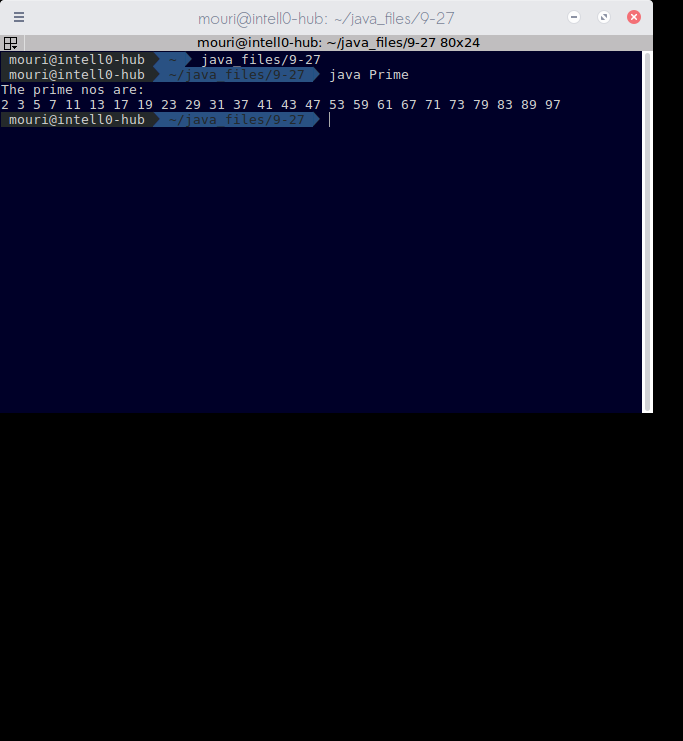 mouri@intell0-hub: ~/java_files/9-27
mouri@intell0-hub: ~/java_files/9-27 80x24
mouri@intell0-hub ~ java_files/9-27
mouri@intell0-hub ~/java_files/9-27 java Prime
The prime nos are:
2 3 5 7 11 13 17 19 23 29 31 37 41 43 47 53 59 61 67 71 73 79 83 89 97
mouri@intell0-hub ~/java_files/9-27